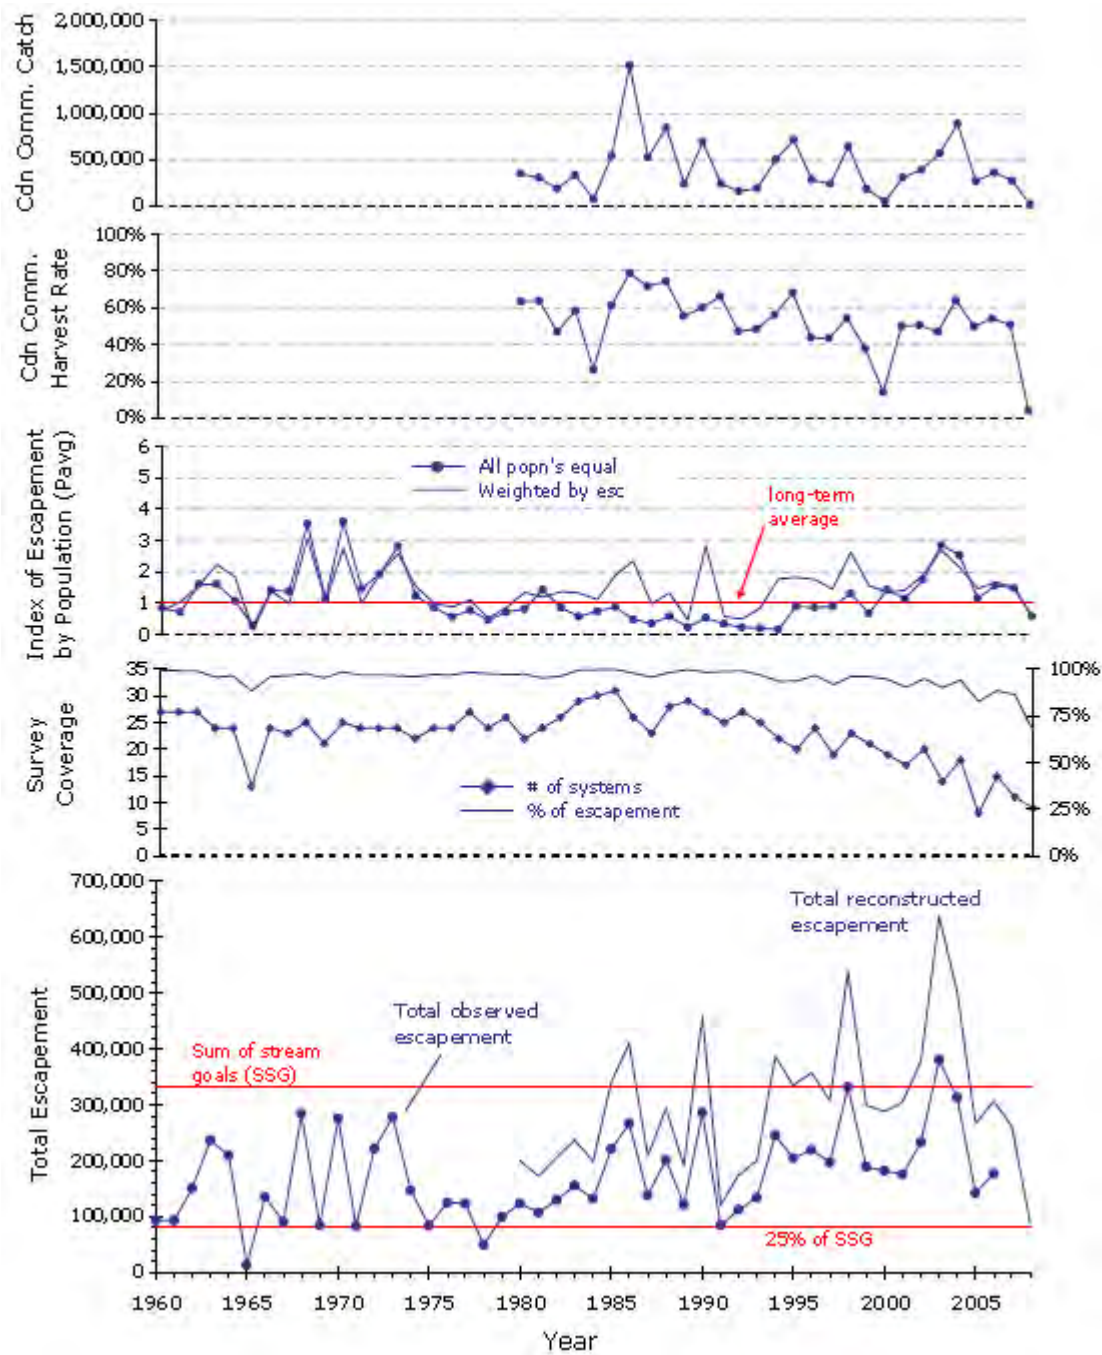 Cdn Comm. Catch
2,000,000
1,500,000
1,000,000
500,000
0
Cdn Comm.
Harvest Rate
100%
80%
60%
40%
20%
0%
Index of Escapement
by Population (Pavg)
6
5
4
3
2
1
0
All popn's equal
Weighted by esc
long-term
average
Survey
Coverage
35
30
25
20
15
10
5
0
# of systems
% of escapement
100%
75%
50%
25%
0%
Total Escapement
700,000
600,000
500,000
400,000
300,000
200,000
100,000
0
Total reconstructed
escapement
Total observed
escapement
Sum of stream
goals (SSG)
25% of SSG
1960 1965 1970 1975 1980 1985 1990 1995 2000 2005
Year